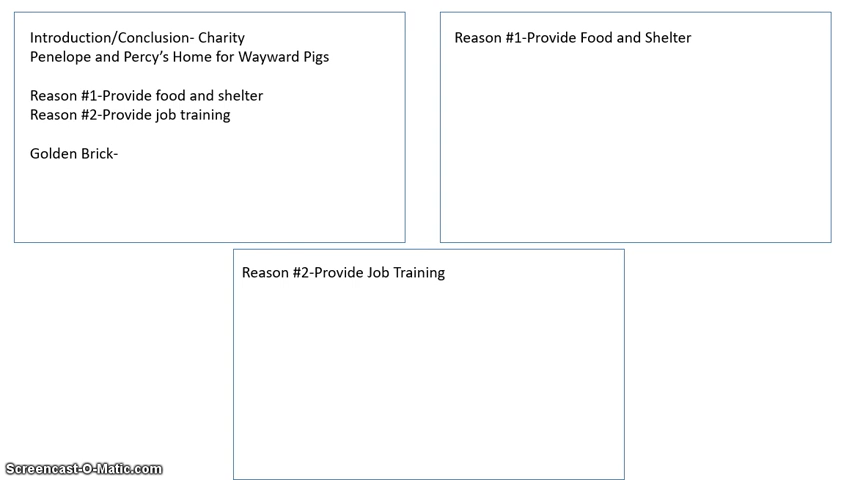 Introduction/Conclusion- Charity
Penelope and Percy’s Home for Wayward Pigs
Reason #1-Provide food and shelter
Reason #2-Provide job training
Golden Brick-
Reason #1-Provide Food and Shelter
Reason #2-Provide Job Training
Screencast-O-Matic.com